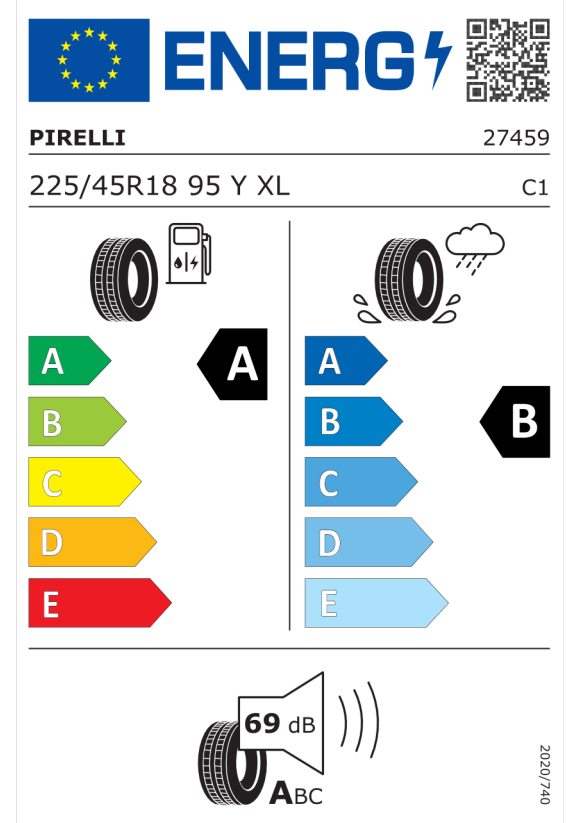 ENERG
PIRELLI 27459
225/45R18 95 Y XL C1
A A A
B B B
C C
D D
E E
69 dB
ABC
2020/740